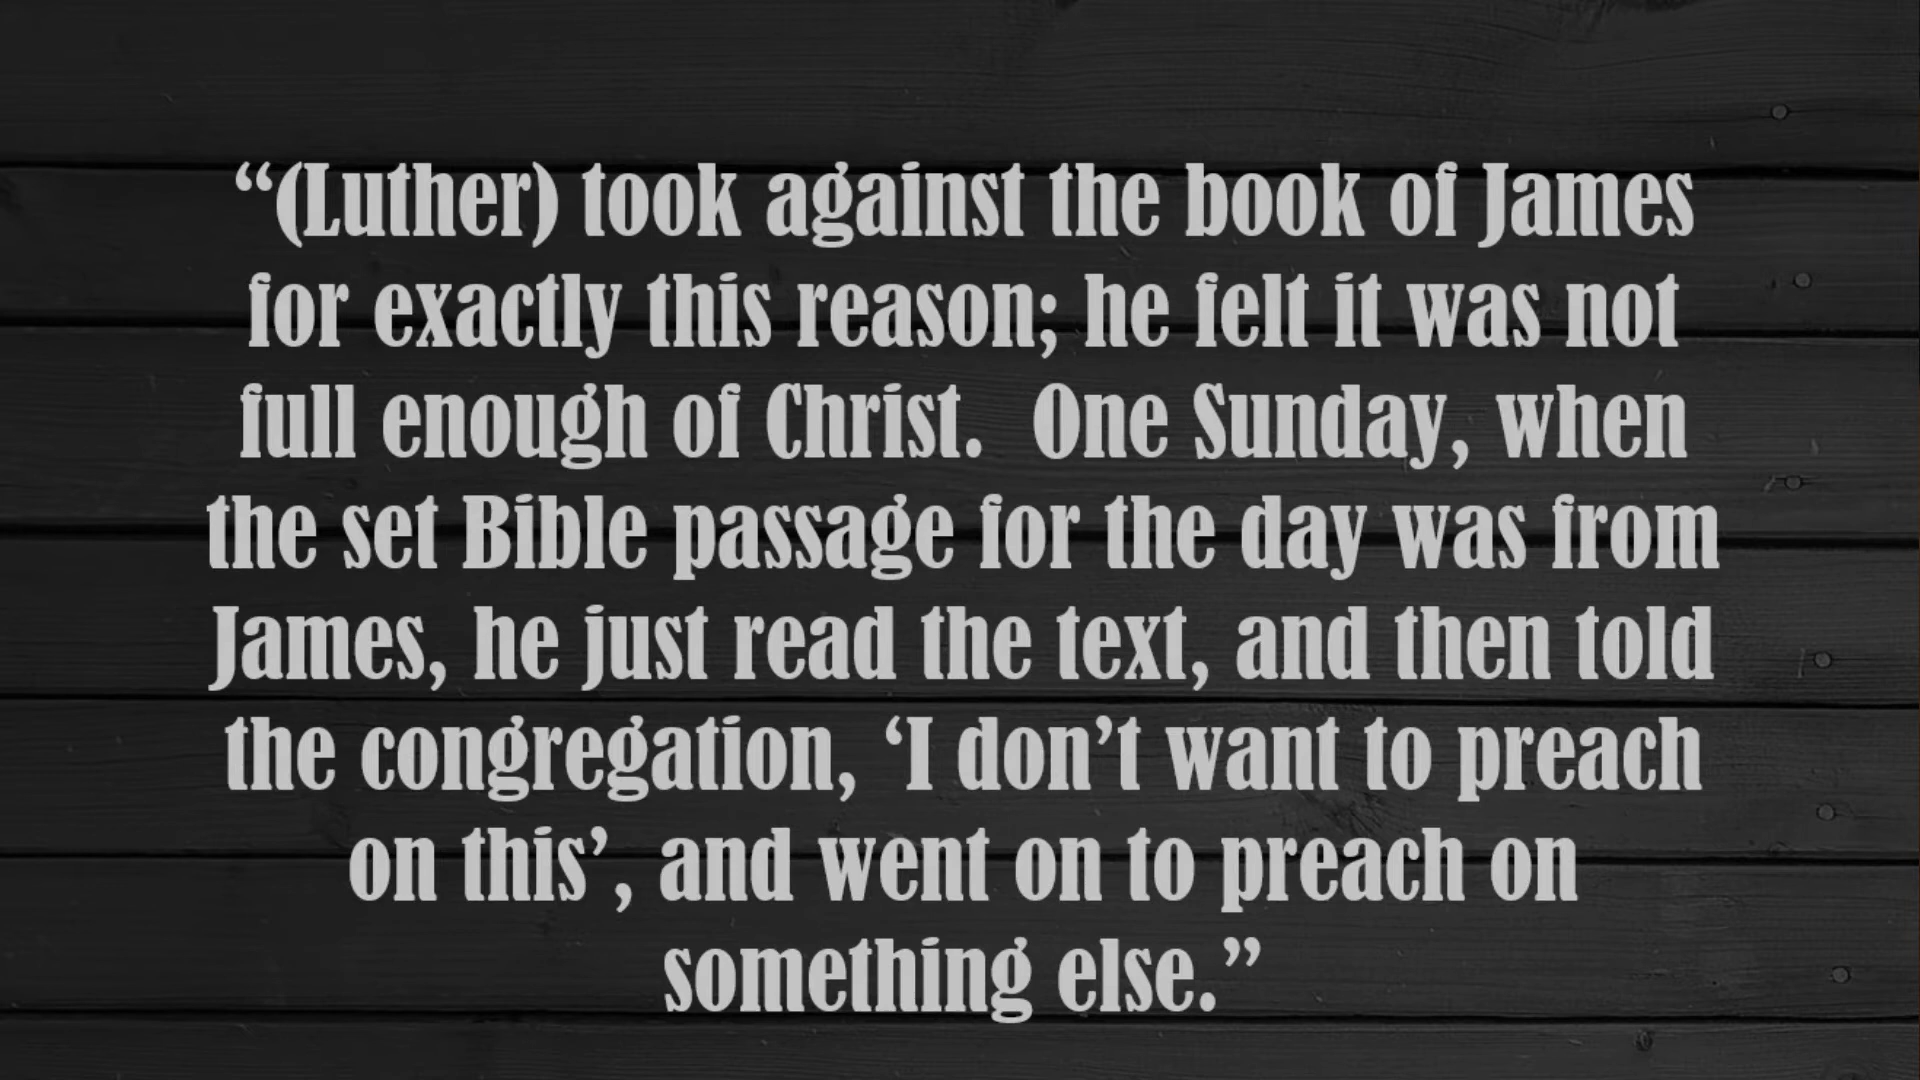 “(Luther) took against the book of James
for exactly this reason; he felt it was not
full enough of Christ.  One Sunday, when
the set Bible passage for the day was from
James, he just read the text, and then told
the congregation, ‘I don’t want to preach
on this’, and went on to preach on
something else.”